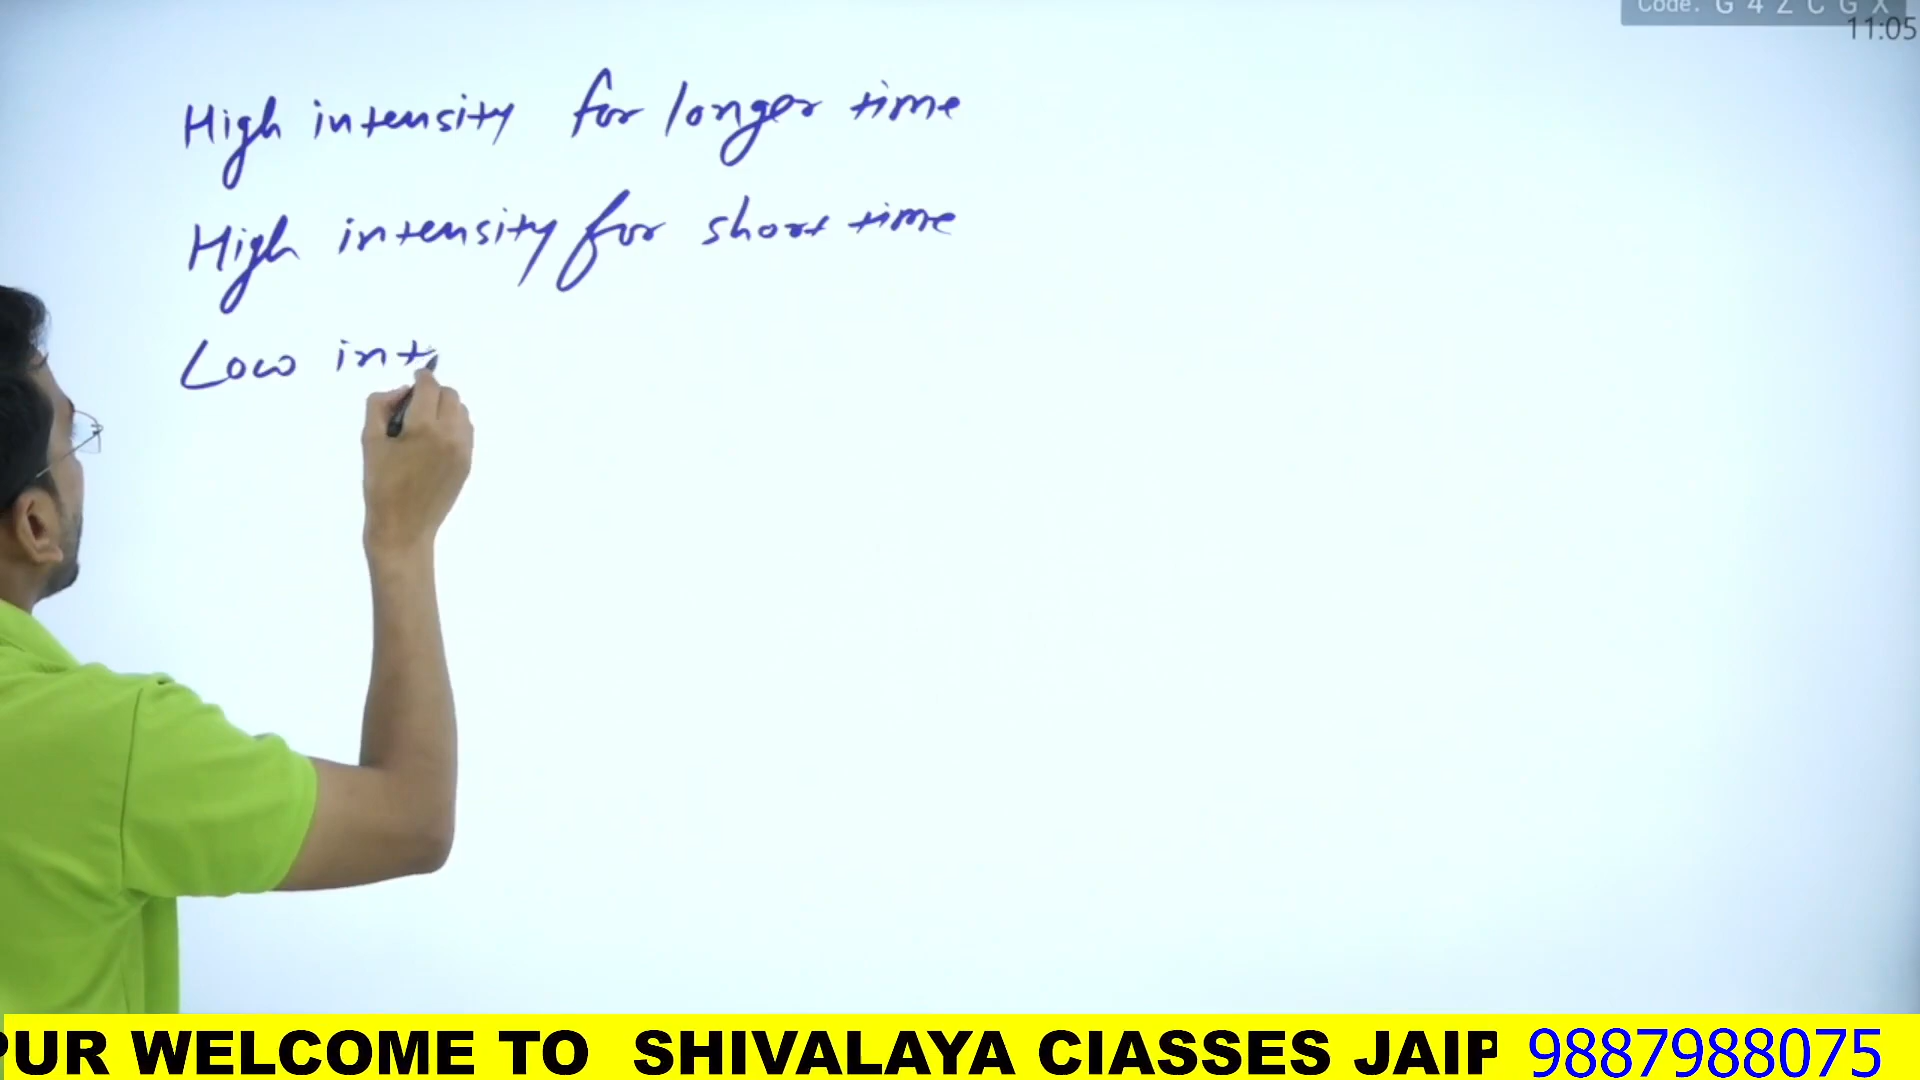 Code: G 4 Z C G X
11:05
High intensity for longer time
High intensity for short time
Low int
PUR WELCOME TO SHIVALAYA CIASSES JAIP 9887988075